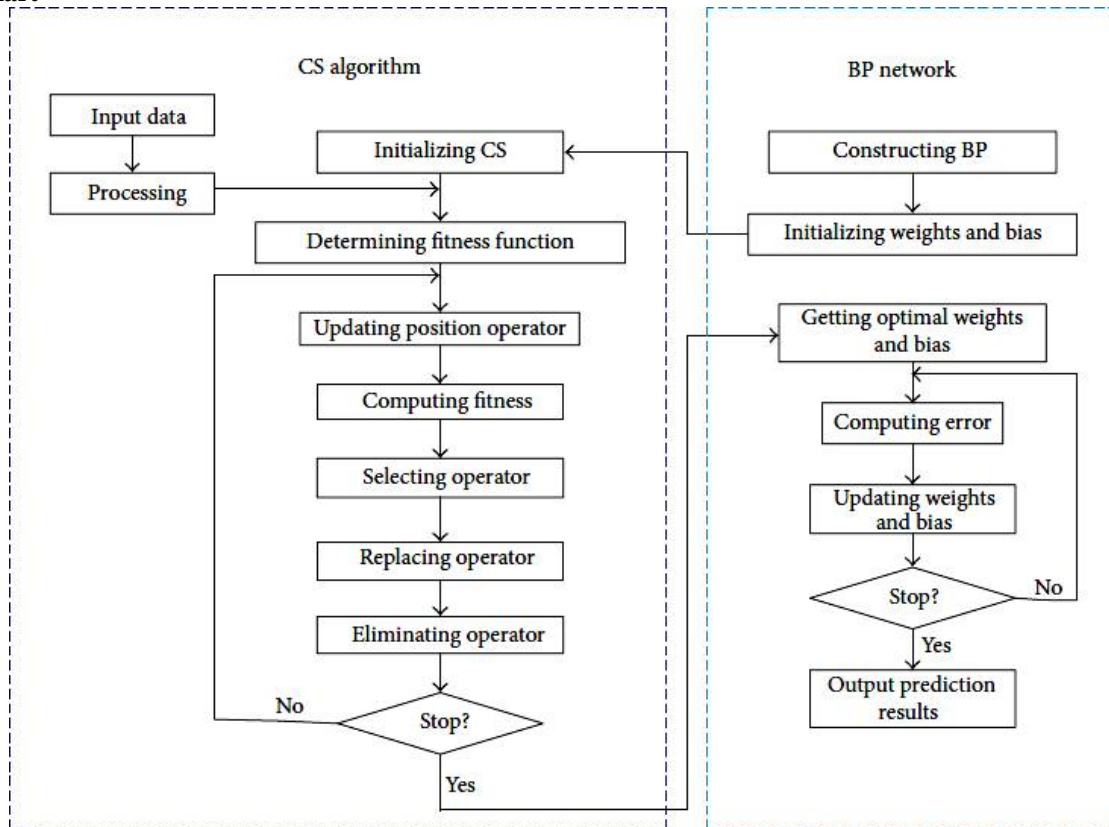 CS algorithm
Input data
Processing
Initializing CS
Determining fitness function
Updating position operator
Computing fitness
Selecting operator
Replacing operator
Eliminating operator
Stop?
No
Yes
BP network
Constructing BP
Initializing weights and bias
Getting optimal weights
and bias
Computing error
Updating weights
and bias
Stop?
No
Yes
Output prediction
results